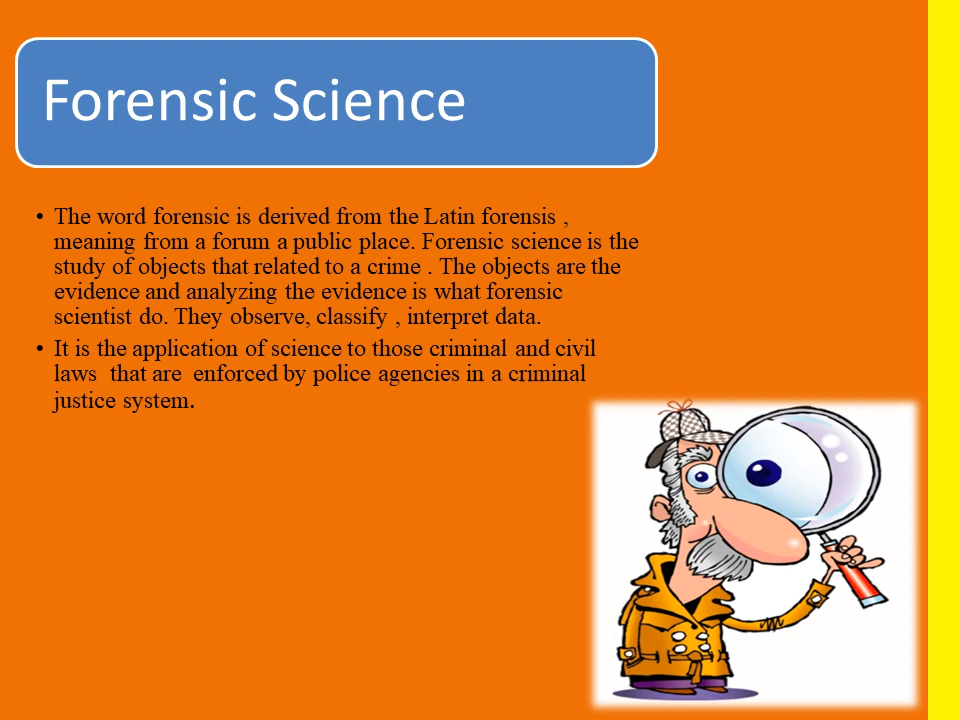 Forensic Science
• The word forensic is derived from the Latin forensis ,
meaning from a forum a public place. Forensic science is the
study of objects that related to a crime . The objects are the
evidence and analyzing the evidence is what forensic
scientist do. They observe, classify , interpret data.
• It is the application of science to those criminal and civil
laws  that are  enforced by police agencies in a criminal
justice system.